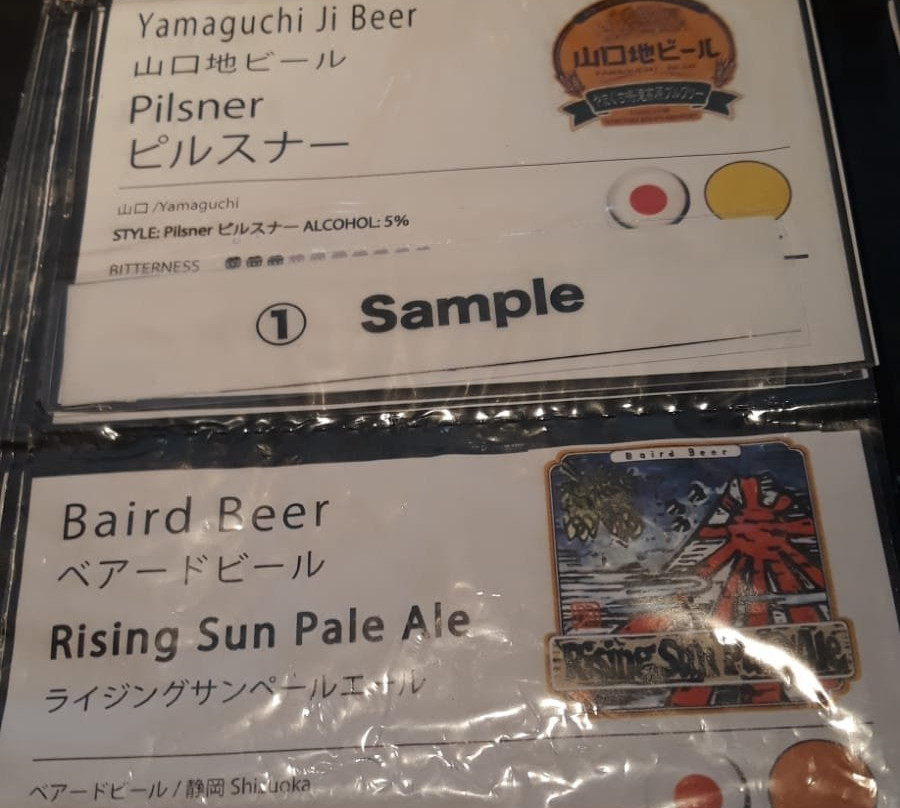 Yamaguchi Ji Beer
山口地ビール
山口地ビール
Pilsner
ピルスナー
山口/Yamaguchi
STYLE: Pilsner ピルスナー ALCOHOL: 5%
BITTERNESS
① Sample
Baird Beer
Baird Beer
ベアードビール
Rising Sun Pale Ale
Rising Sun Pale Ale
ライジングサンペールエール
ベアードビール / 静岡 Shizuoka